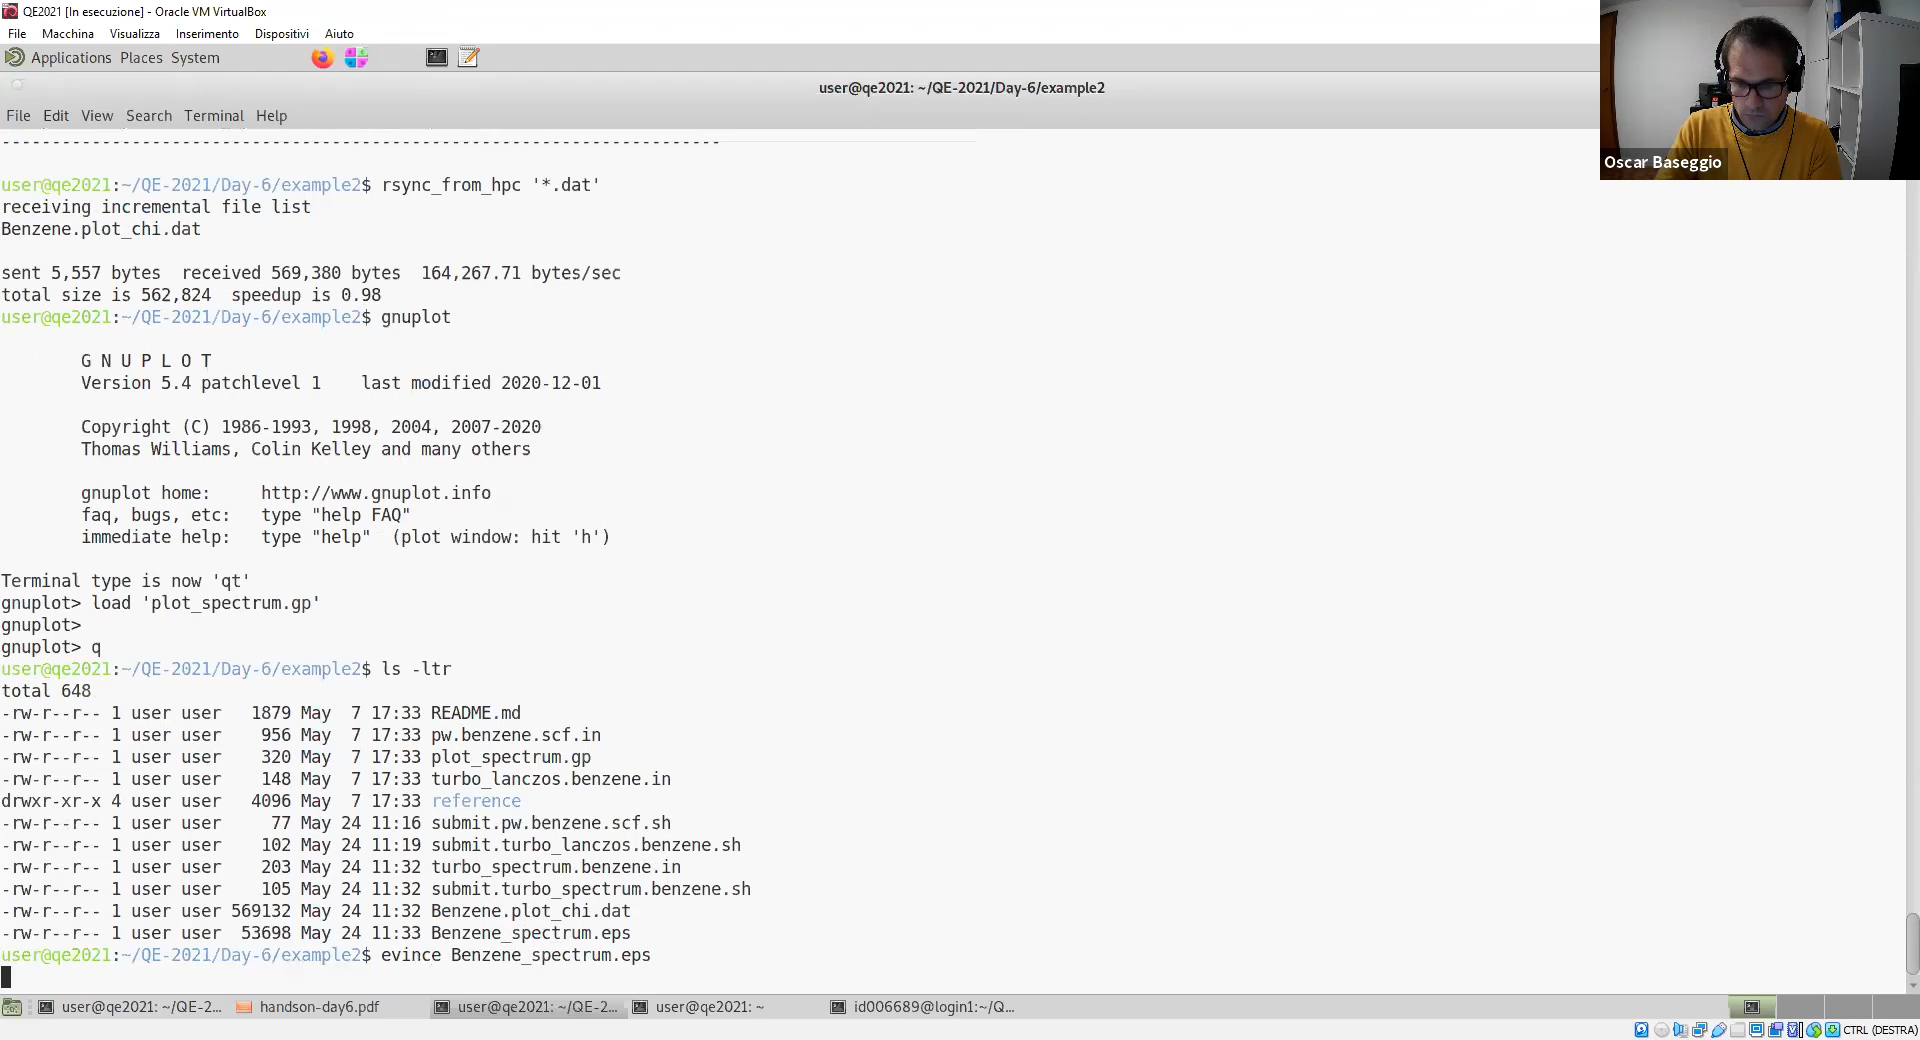 QE2021 [In esecuzione] - Oracle VM VirtualBox
File Macchina Visualizza Inserimento Dispositivi Aiuto
Applications Places System
user@qe2021: ~/QE-2021/Day-6/example2
File Edit View Search Terminal Help
Oscar Baseggio
------------------------------------------------------------------------
user@qe2021:~/QE-2021/Day-6/example2$ rsync_from_hpc '*.dat'
receiving incremental file list
Benzene.plot_chi.dat
sent 5,557 bytes  received 569,380 bytes  164,267.71 bytes/sec
total size is 562,824  speedup is 0.98
user@qe2021:~/QE-2021/Day-6/example2$ gnuplot
G N U P L O T
Version 5.4 patchlevel 1    last modified 2020-12-01
Copyright (C) 1986-1993, 1998, 2004, 2007-2020
Thomas Williams, Colin Kelley and many others
gnuplot home:     http://www.gnuplot.info
faq, bugs, etc:   type "help FAQ"
immediate help:   type "help"  (plot window: hit 'h')
Terminal type is now 'qt'
gnuplot> load 'plot_spectrum.gp'
gnuplot>
gnuplot> q
user@qe2021:~/QE-2021/Day-6/example2$ ls -ltr
total 648
-rw-r--r-- 1 user user   1879 May  7 17:33 README.md
-rw-r--r-- 1 user user    956 May  7 17:33 pw.benzene.scf.in
-rw-r--r-- 1 user user    320 May  7 17:33 plot_spectrum.gp
-rw-r--r-- 1 user user    148 May  7 17:33 turbo_lanczos.benzene.in
drwxr-xr-x 4 user user   4096 May  7 17:33 reference
-rw-r--r-- 1 user user     77 May 24 11:16 submit.pw.benzene.scf.sh
-rw-r--r-- 1 user user    102 May 24 11:19 submit.turbo_lanczos.benzene.sh
-rw-r--r-- 1 user user    203 May 24 11:32 turbo_spectrum.benzene.in
-rw-r--r-- 1 user user    105 May 24 11:32 submit.turbo_spectrum.benzene.sh
-rw-r--r-- 1 user user 569132 May 24 11:32 Benzene.plot_chi.dat
-rw-r--r-- 1 user user  53698 May 24 11:33 Benzene_spectrum.eps
user@qe2021:~/QE-2021/Day-6/example2$ evince Benzene_spectrum.eps
user@qe2021: ~/QE-2... handson-day6.pdf user@qe2021: ~/QE-2... user@qe2021: ~ id006689@login1:~/Q...
CTRL (DESTRA)